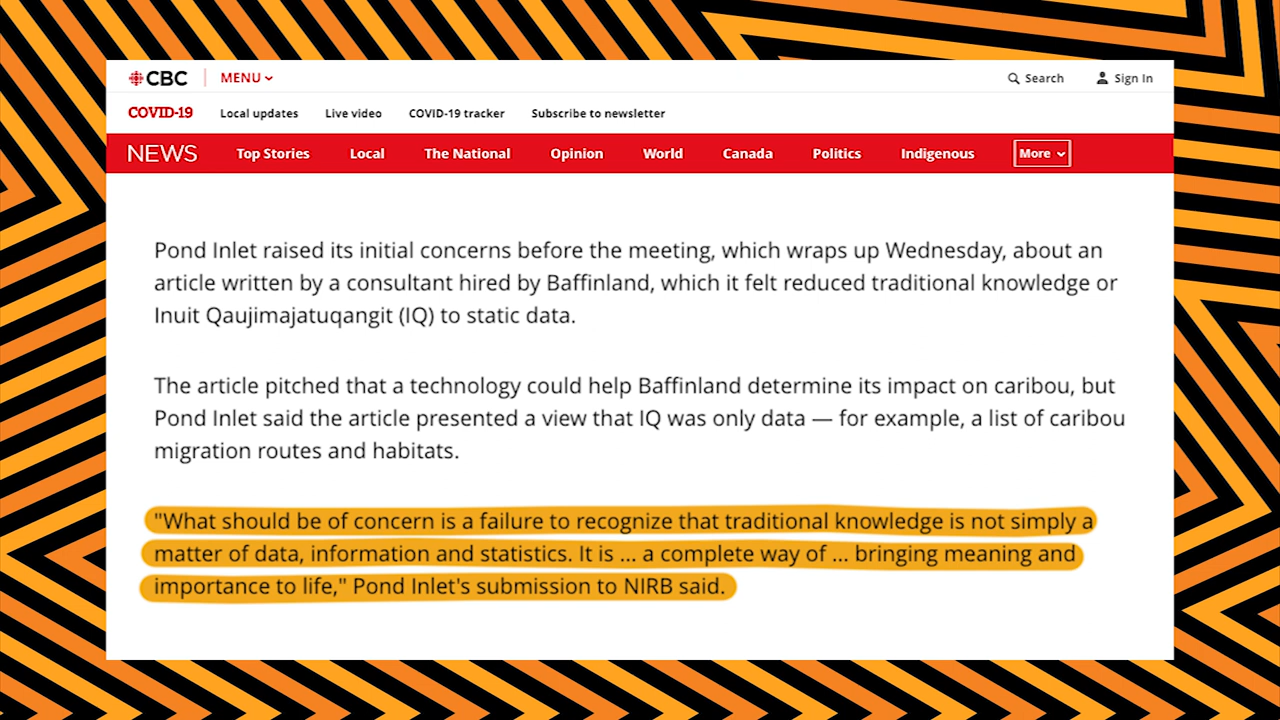 CBC MENU Search Sign In
COVID-19 Local updates Live video COVID-19 tracker Subscribe to newsletter
NEWS Top Stories Local The National Opinion World Canada Politics Indigenous More
Pond Inlet raised its initial concerns before the meeting, which wraps up Wednesday, about an
article written by a consultant hired by Baffinland, which it felt reduced traditional knowledge or
Inuit Qaujimajatuqangit (IQ) to static data.
The article pitched that a technology could help Baffinland determine its impact on caribou, but
Pond Inlet said the article presented a view that IQ was only data — for example, a list of caribou
migration routes and habitats.
"What should be of concern is a failure to recognize that traditional knowledge is not simply a
matter of data, information and statistics. It is ... a complete way of ... bringing meaning and
importance to life," Pond Inlet's submission to NIRB said.